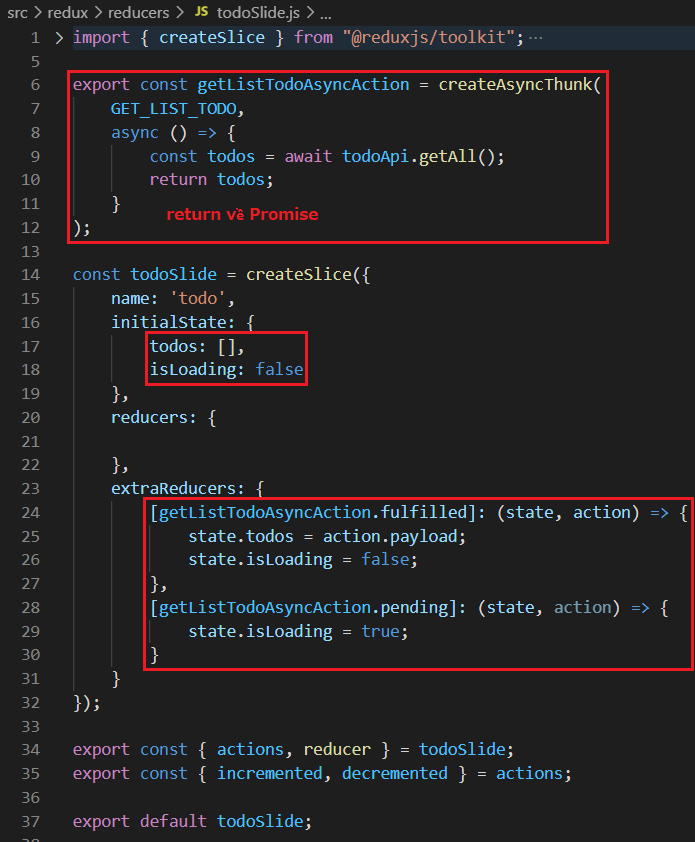 src > redux > reducers > JS todoSlide.js > ...
1 > import { createSlice } from "@reduxjs/toolkit";···
5
6 export const getListTodoAsyncAction = createAsyncThunk(
7     GET_LIST_TODO,
8     async () => {
9         const todos = await todoApi.getAll();
10         return todos;
11     }
return về Promise
12 );
13
14 const todoSlide = createSlice({
15     name: 'todo',
16     initialState: {
17         todos: [],
18         isLoading: false
19     },
20     reducers: {
21
22     },
23     extraReducers: {
24         [getListTodoAsyncAction.fulfilled]: (state, action) => {
25             state.todos = action.payload;
26             state.isLoading = false;
27         },
28         [getListTodoAsyncAction.pending]: (state, action) => {
29             state.isLoading = true;
30         }
31     }
32 });
33
34 export const { actions, reducer } = todoSlide;
35 export const { incremented, decremented } = actions;
36
37 export default todoSlide;